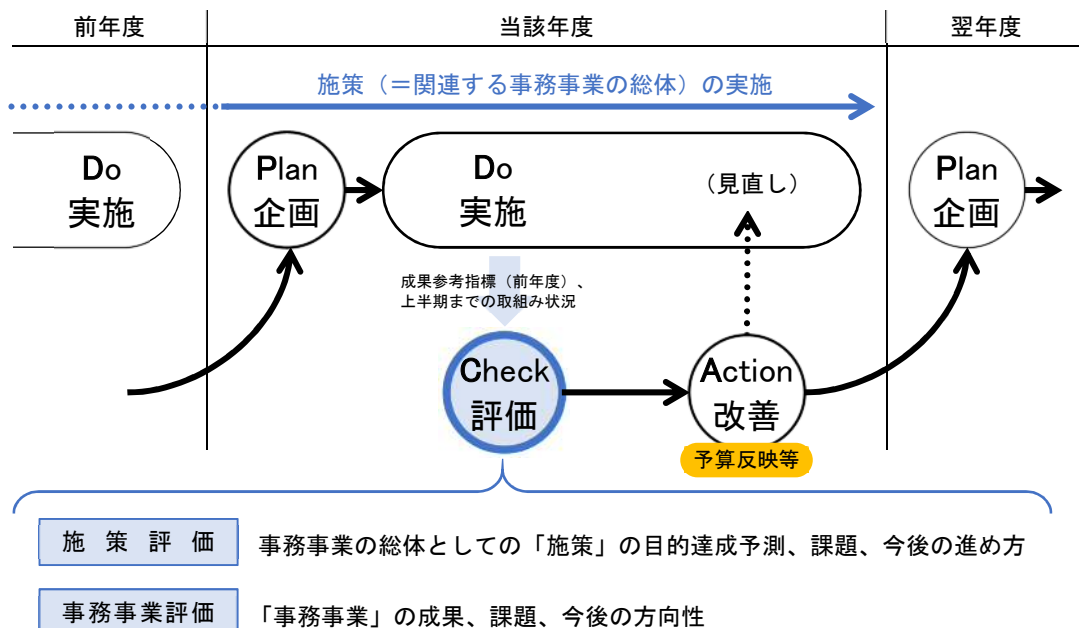 前年度
当該年度
翌年度
施策（＝関連する事務事業の総体）の実施
Do
実施
Plan
企画
Do
実施
（見直し）
Plan
企画
成果参考指標（前年度）、
上半期までの取組み状況
Check
評価
Action
改善
予算反映等
施策評価
事務事業の総体としての「施策」の目的達成予測、課題、今後の進め方
事務事業評価
「事務事業」の成果、課題、今後の方向性